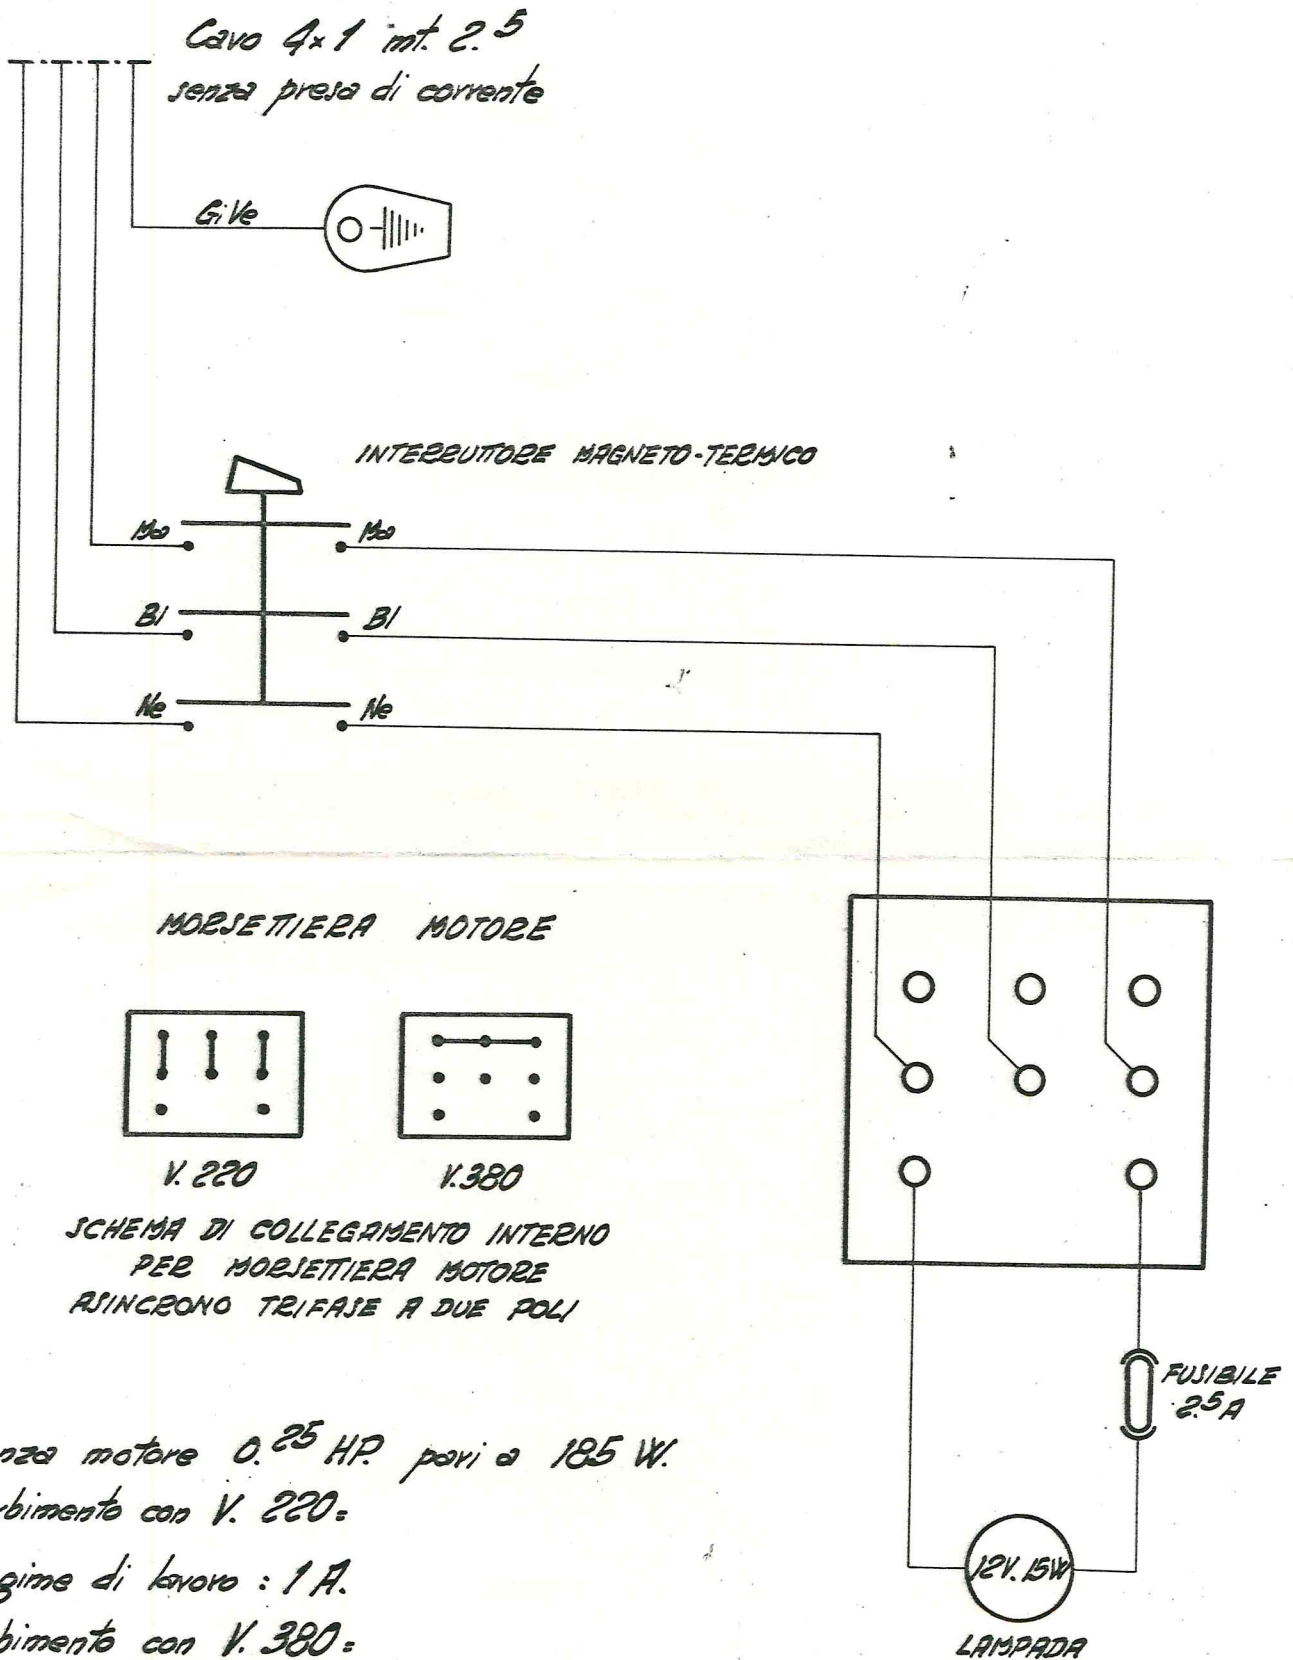 Cavo 4x1 mt. 2.5
senza presa di corrente
GiVe
INTERRUTTORE MAGNETO-TERMICO
Ma Ma
Bl Bl
Ne Ne
MORSETTIERA MOTORE
V. 220 V. 380
SCHEMA DI COLLEGAMENTO INTERNO
PER MORSETTIERA MOTORE
ASINCRONO TRIFASE A DUE POLI
FUSIBILE
2.5 A
nza motore 0.25 HP. pari a 185 W.
bimento con V. 220=
gime di lavoro : 1 A.
bimento con V. 380=
12V. 15W
LAMPADA